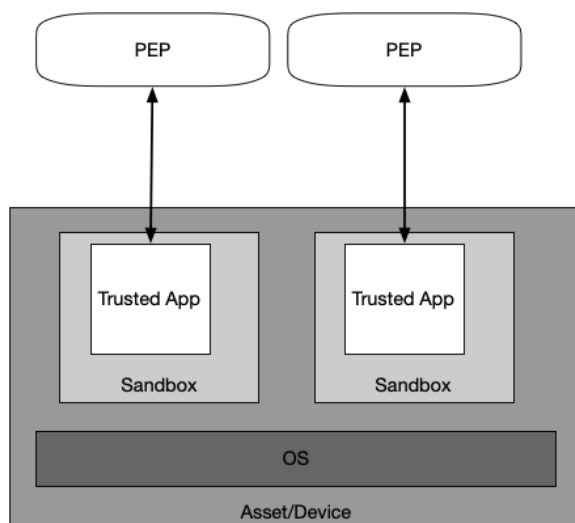 PEP
PEP
Trusted App
Trusted App
Sandbox
Sandbox
OS
Asset/Device